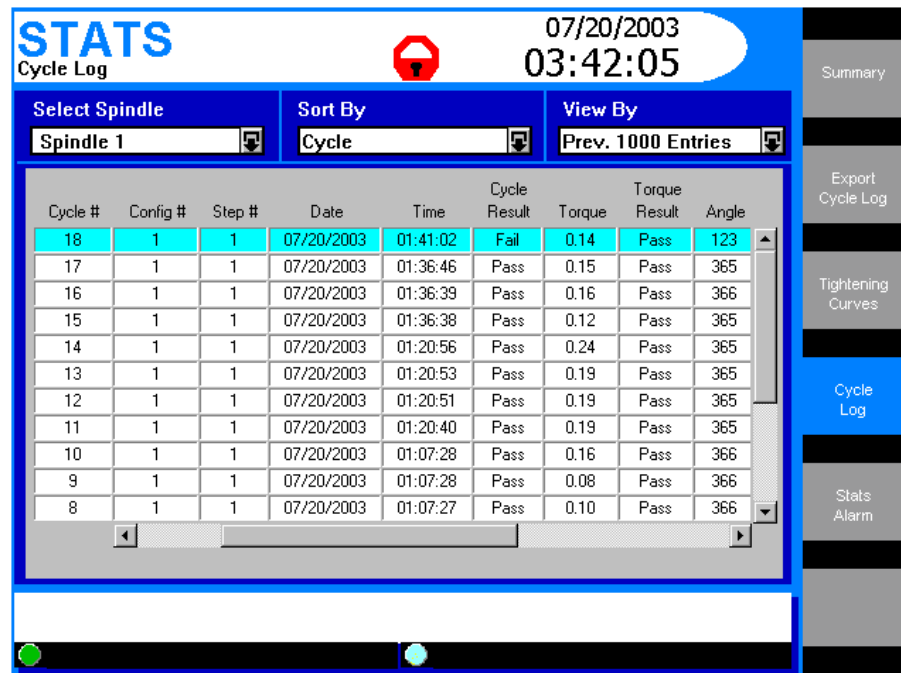 STATS
Cycle Log
07/20/2003
03:42:05
Select Spindle
Spindle 1
Sort By
Cycle
View By
Prev. 1000 Entries
Cycle # Config # Step # Date Time Cycle Result Torque Torque Result Angle
18 1 1 07/20/2003 01:41:02 Fail 0.14 Pass 123
17 1 1 07/20/2003 01:36:46 Pass 0.15 Pass 365
16 1 1 07/20/2003 01:36:39 Pass 0.16 Pass 366
15 1 1 07/20/2003 01:36:38 Pass 0.12 Pass 365
14 1 1 07/20/2003 01:20:56 Pass 0.24 Pass 365
13 1 1 07/20/2003 01:20:53 Pass 0.19 Pass 365
12 1 1 07/20/2003 01:20:51 Pass 0.19 Pass 365
11 1 1 07/20/2003 01:20:40 Pass 0.19 Pass 365
10 1 1 07/20/2003 01:07:28 Pass 0.16 Pass 366
9 1 1 07/20/2003 01:07:28 Pass 0.08 Pass 366
8 1 1 07/20/2003 01:07:27 Pass 0.10 Pass 366
Summary
Export
Cycle Log
Tightening
Curves
Cycle
Log
Stats
Alarm